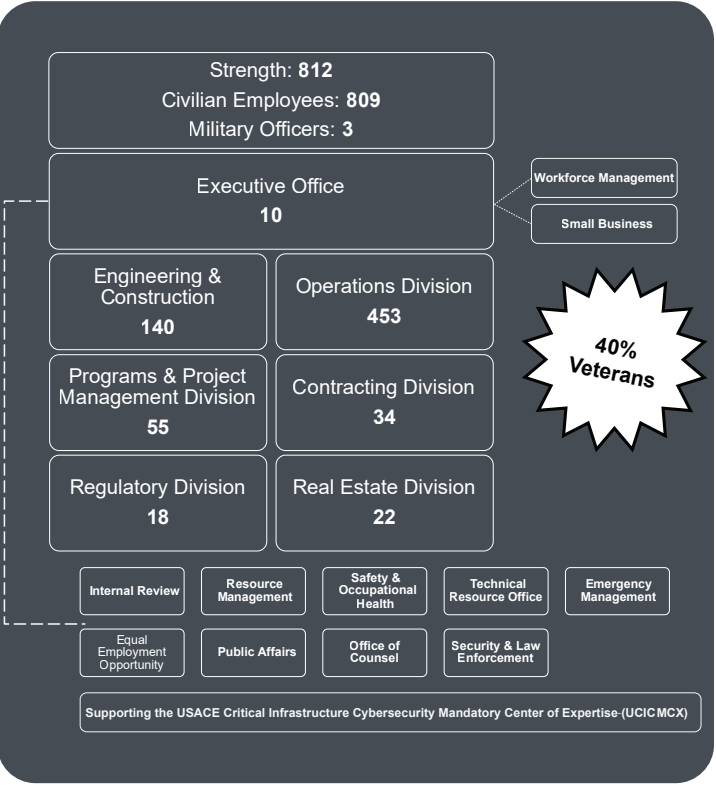 Strength: 812
Civilian Employees: 809
Military Officers: 3
Executive Office
10
Workforce Management
Small Business
Engineering &
Construction
140
Operations Division
453
40%
Veterans
Programs & Project
Management Division
55
Contracting Division
34
Regulatory Division
18
Real Estate Division
22
Internal Review
Resource
Management
Safety &
Occupational
Health
Technical
Resource Office
Emergency
Management
Equal
Employment
Opportunity
Public Affairs
Office of
Counsel
Security & Law
Enforcement
Supporting the USACE Critical Infrastructure Cybersecurity Mandatory Center of Expertise-(UCICMCX)